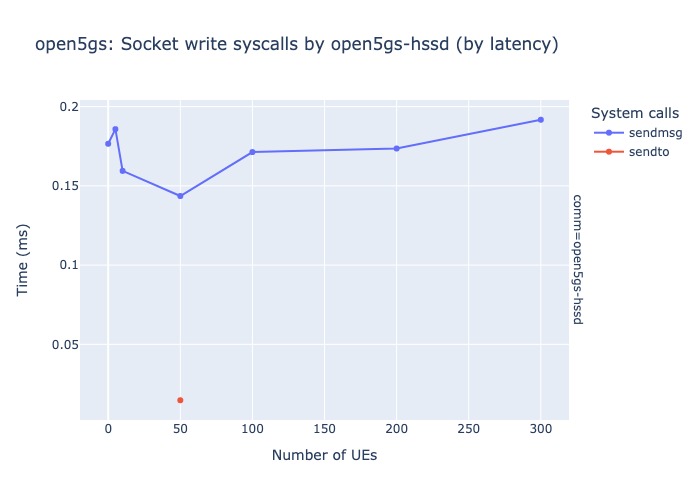 open5gs: Socket write syscalls by open5gs-hssd (by latency)
System calls
sendmsg
sendto
0.2
0.15
0.1
0.05
Time (ms)
comm=open5gs-hssd
0 50 100 150 200 250 300
Number of UEs